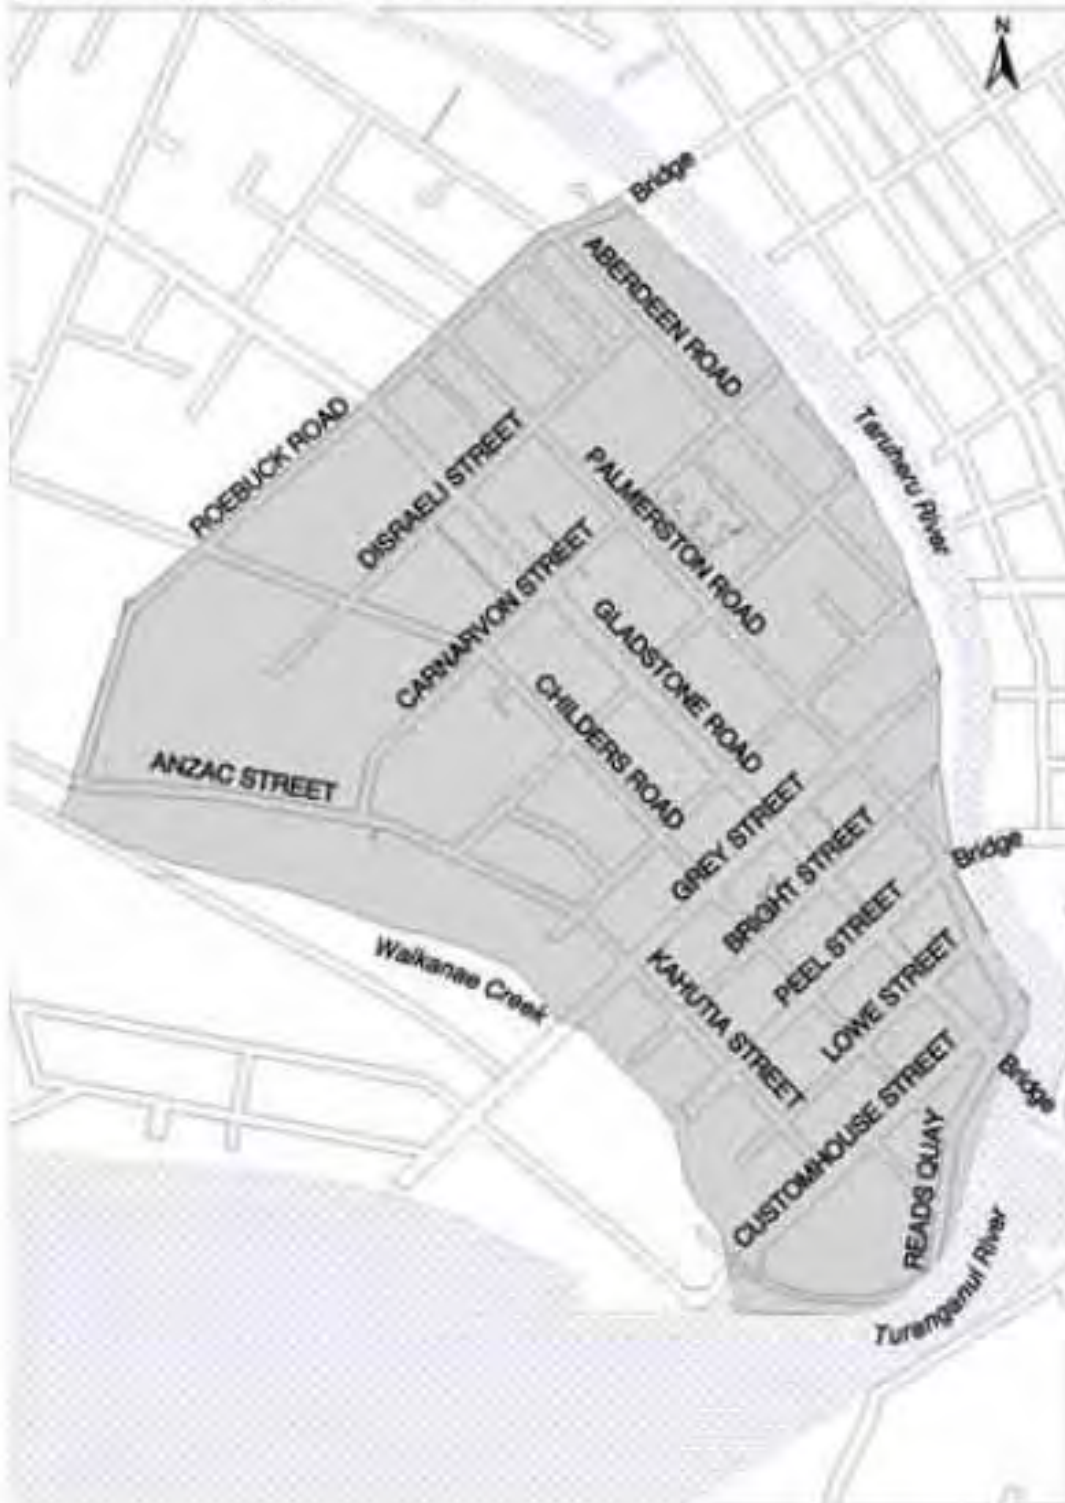 N
Bridge
ABERDEEN ROAD
ROEBUCK ROAD
DISRAELI STREET
Taruheru River
PALMERSTON ROAD
CARNARVON STREET
GLADSTONE ROAD
CHILDERS ROAD
ANZAC STREET
GREY STREET
BRIGHT STREET
Bridge
PEEL STREET
Waikanae Creek
KAHUTIA STREET
LOWE STREET
CUSTOMHOUSE STREET
Bridge
READS QUAY
Turanganui River